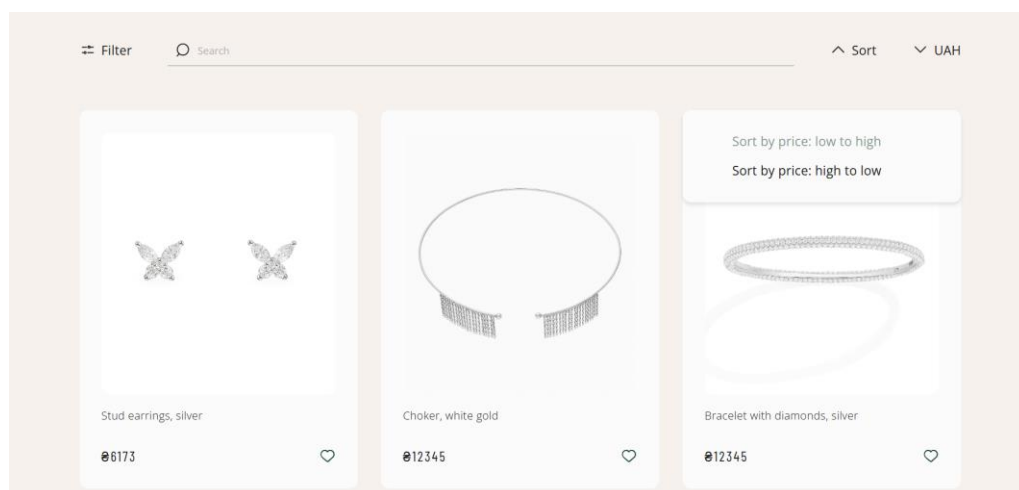 Filter Search Sort UAH
Sort by price: low to high
Sort by price: high to low
Stud earrings, silver
Choker, white gold
Bracelet with diamonds, silver
₴6173
₴12345
₴12345